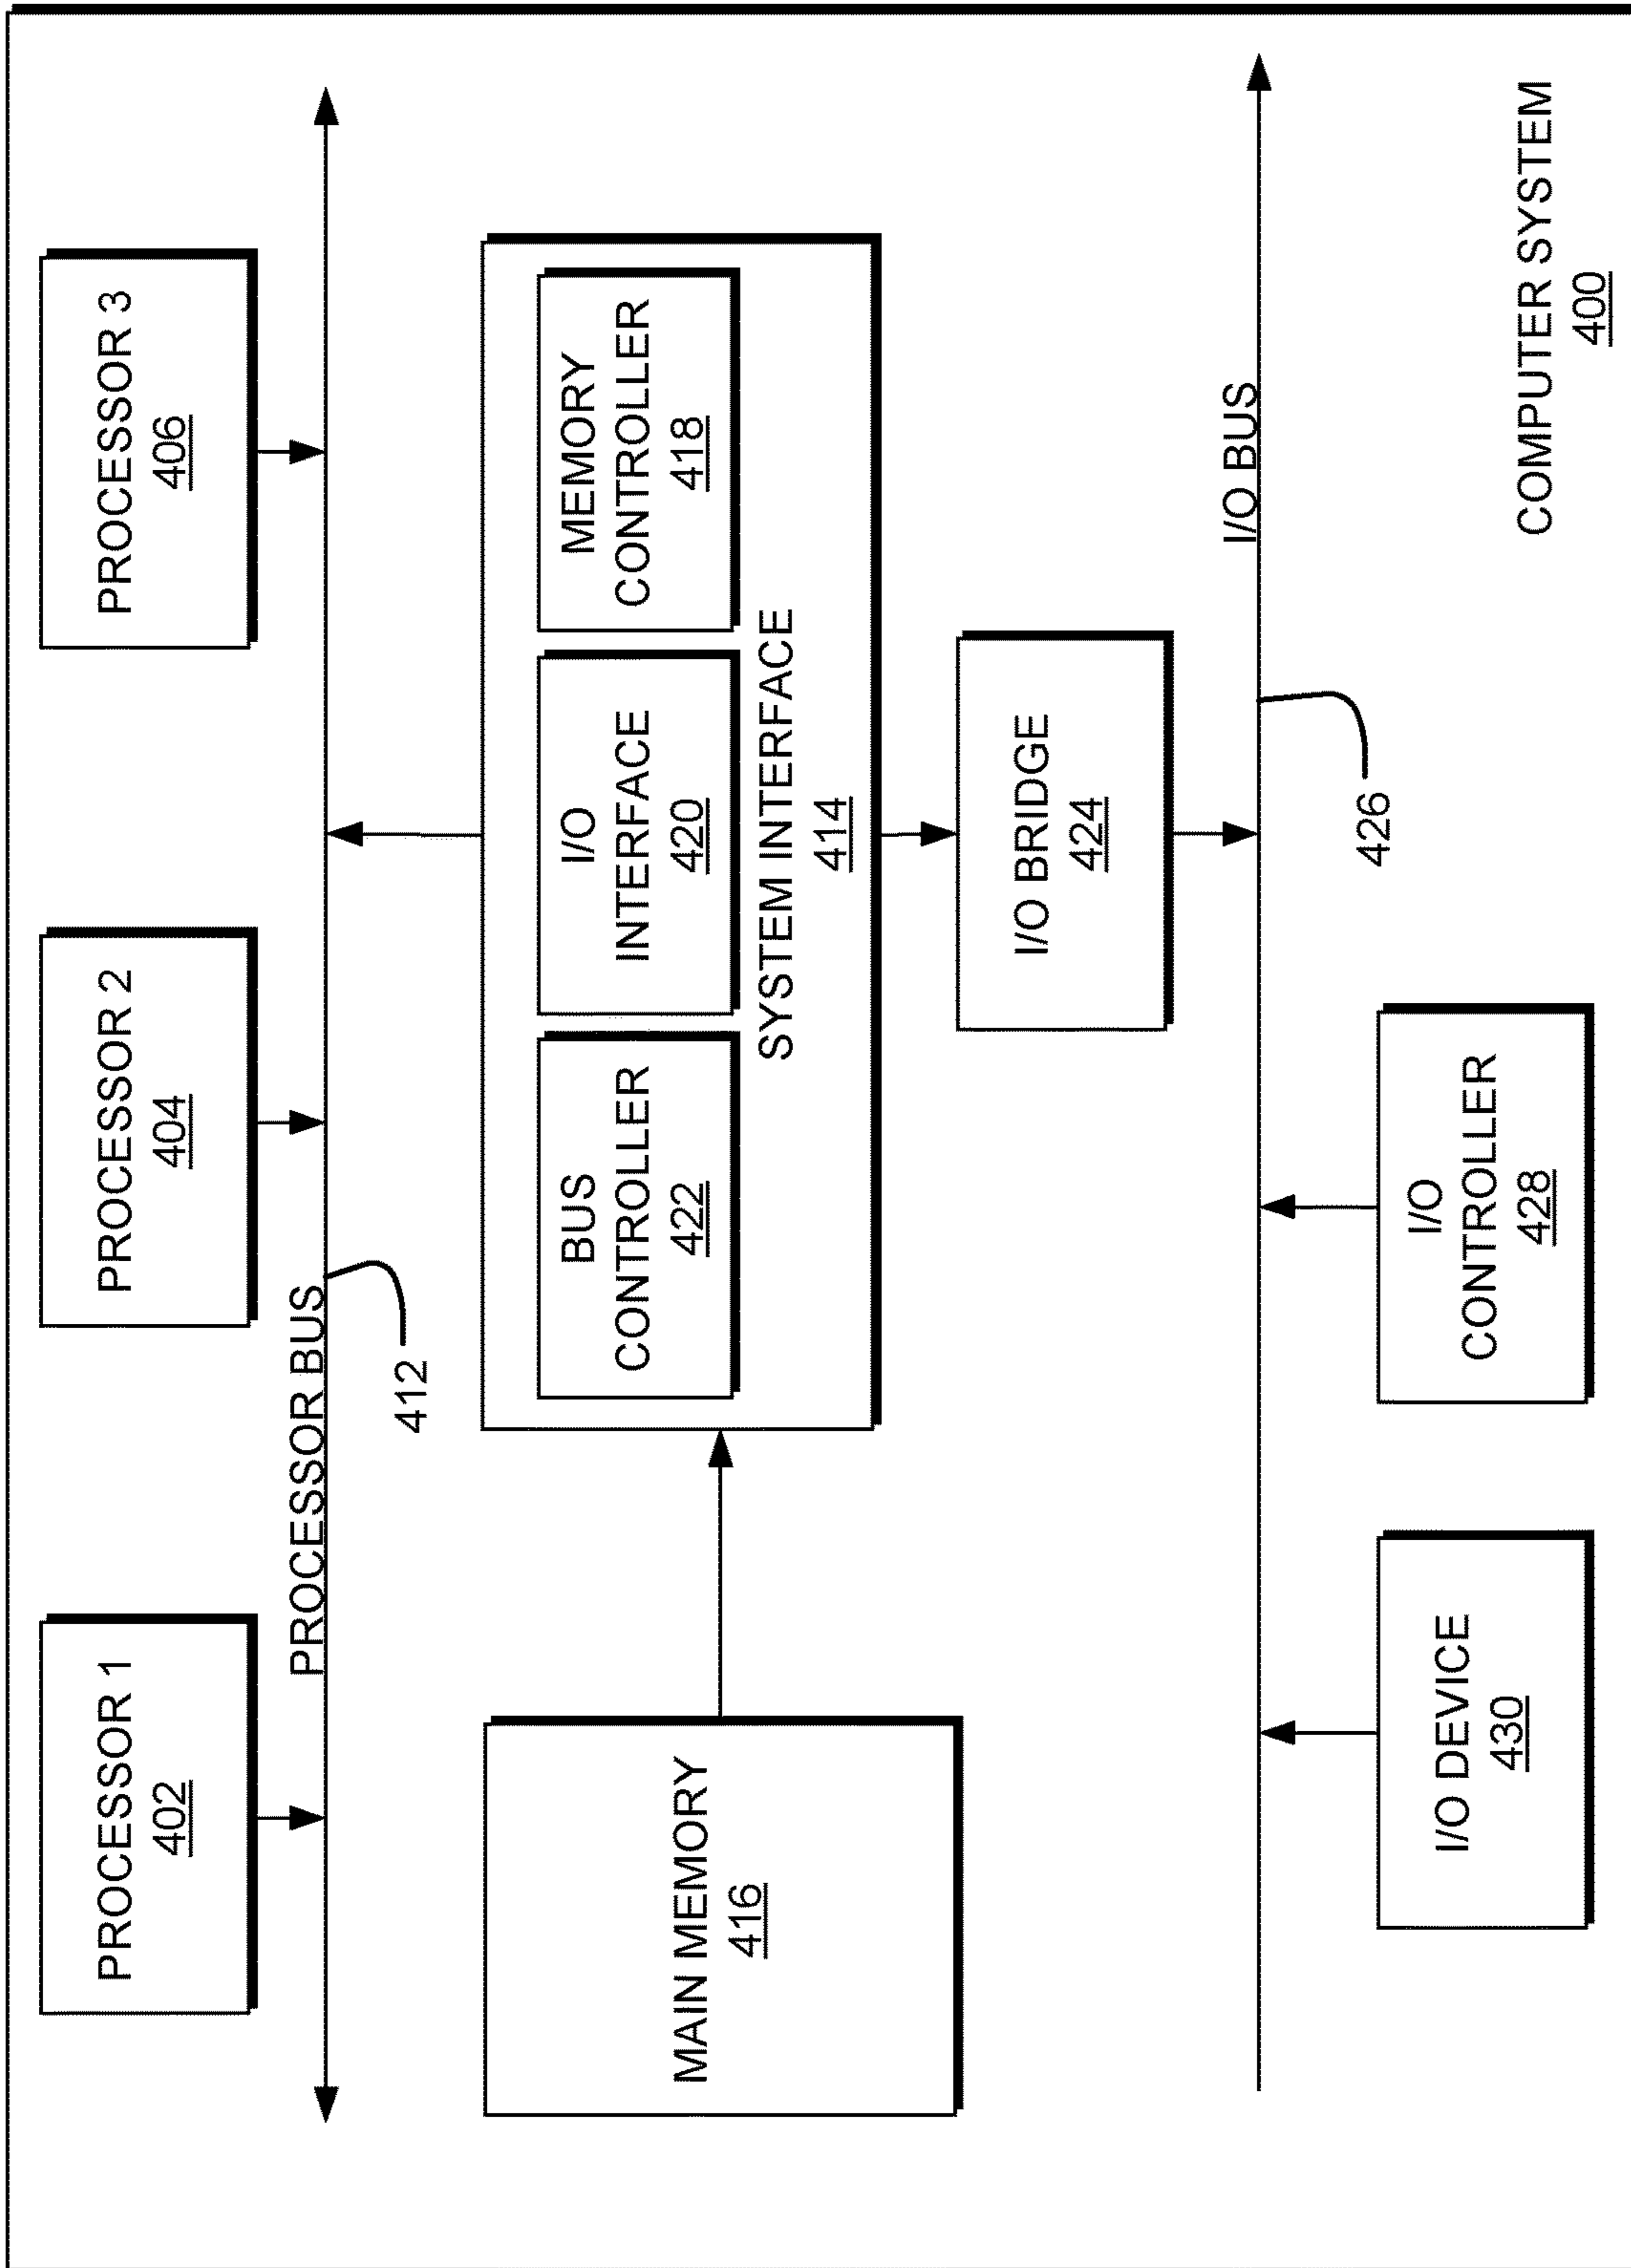 PROCESSOR 1
402
PROCESSOR 2
404
PROCESSOR 3
406
PROCESSOR BUS
412
MAIN MEMORY
416
BUS
CONTROLLER
422
I/O
INTERFACE
420
MEMORY
CONTROLLER
418
SYSTEM INTERFACE
414
I/O BRIDGE
424
I/O BUS
426
I/O DEVICE
430
I/O
CONTROLLER
428
COMPUTER SYSTEM
400